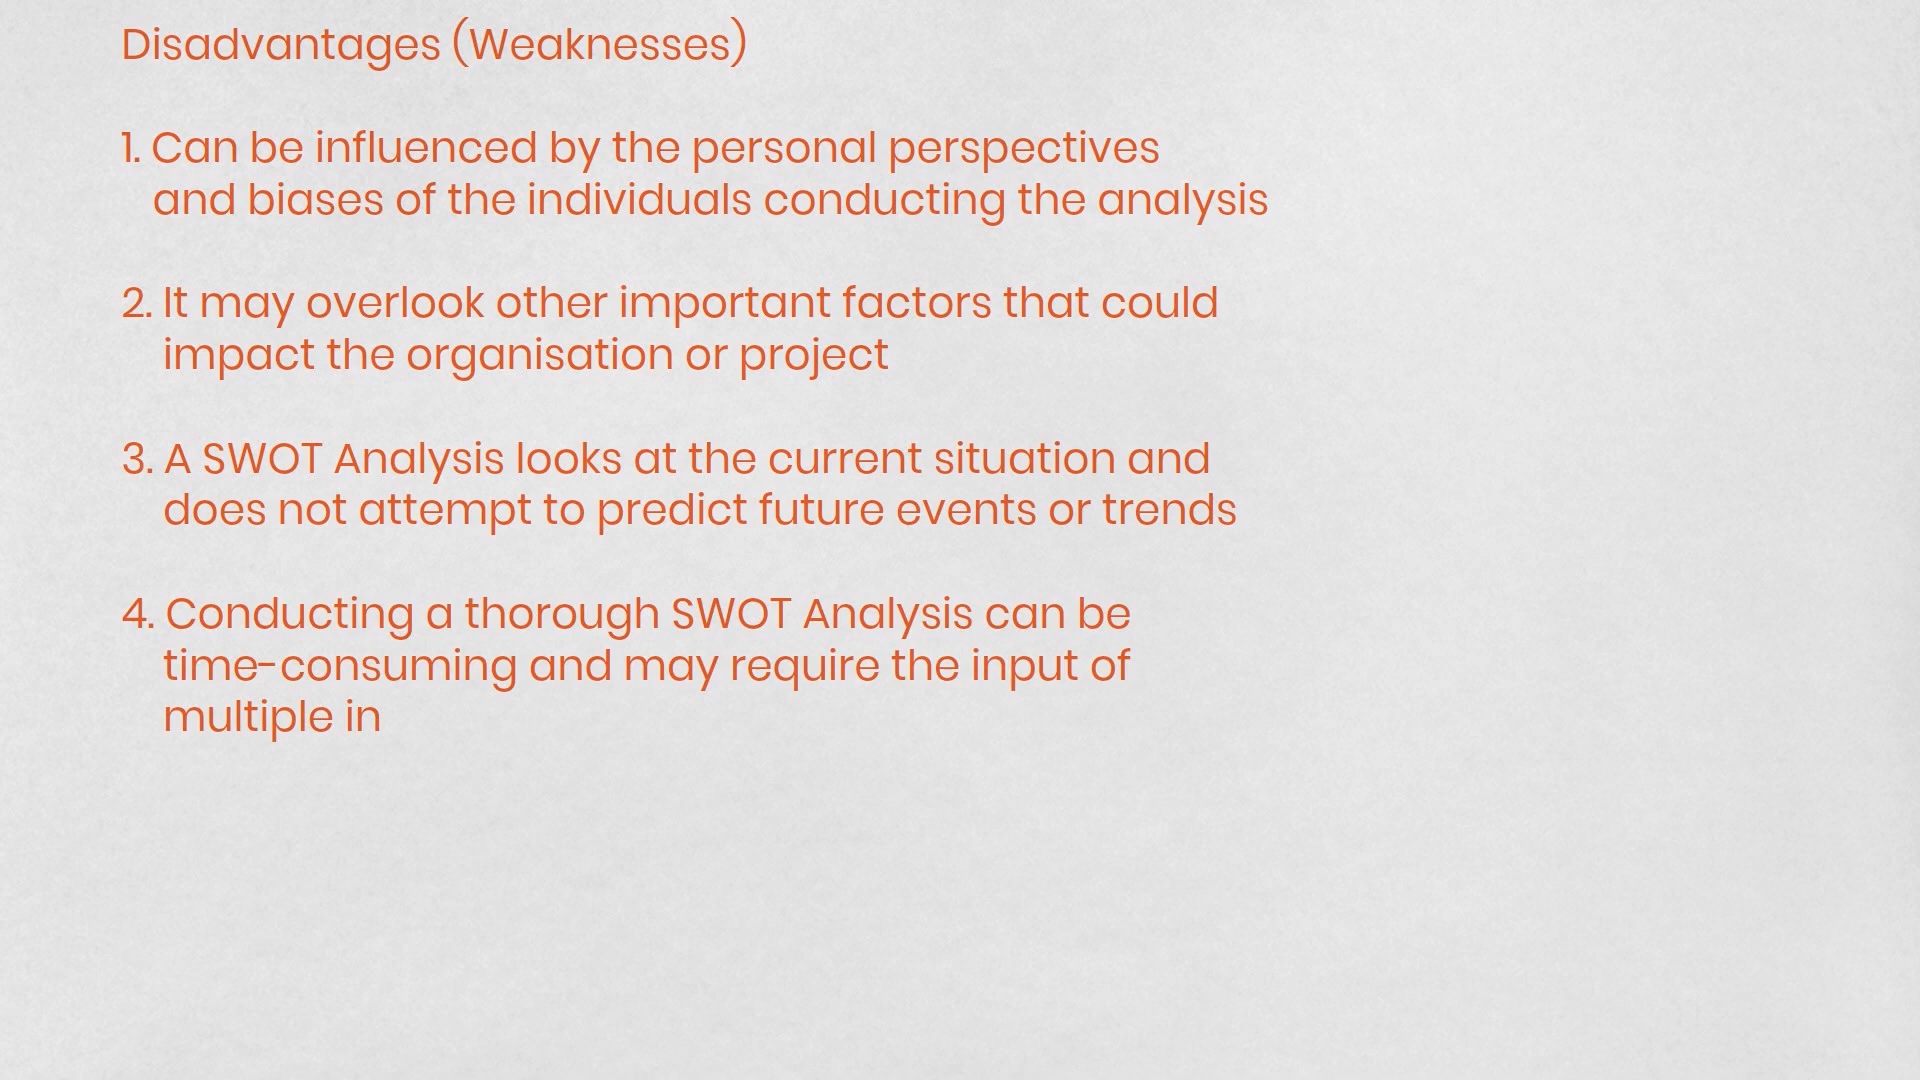 Disadvantages (Weaknesses)
1. Can be influenced by the personal perspectives
and biases of the individuals conducting the analysis
2. It may overlook other important factors that could
impact the organisation or project
3. A SWOT Analysis looks at the current situation and
does not attempt to predict future events or trends
4. Conducting a thorough SWOT Analysis can be
time-consuming and may require the input of
multiple in